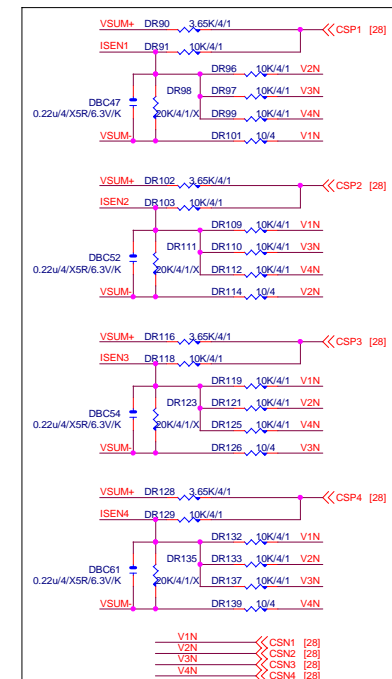 VSUM+ DR90 3.65K/4/1 CSP1 [28]
ISEN1 DR91 10K/4/1
DR96 10K/4/1 V2N
DR98 DR97 10K/4/1 V3N
DBC47
0.22u/4/X5R/6.3V/K 20K/4/1/X DR99 10K/4/1 V4N
VSUM- DR101 10/4 V1N
VSUM+ DR102 3.65K/4/1 CSP2 [28]
ISEN2 DR103 10K/4/1
DR109 10K/4/1 V1N
DR111 DR110 10K/4/1 V3N
DBC52
0.22u/4/X5R/6.3V/K 20K/4/1/X DR112 10K/4/1 V4N
VSUM- DR114 10/4 V2N
VSUM+ DR116 3.65K/4/1 CSP3 [28]
ISEN3 DR118 10K/4/1
DR119 10K/4/1 V1N
DR123 DR121 10K/4/1 V2N
DBC54
0.22u/4/X5R/6.3V/K 20K/4/1/X DR125 10K/4/1 V4N
VSUM- DR126 10/4 V3N
VSUM+ DR128 3.65K/4/1 CSP4 [28]
ISEN4 DR129 10K/4/1
DR132 10K/4/1 V1N
DR135 DR133 10K/4/1 V2N
DBC61
0.22u/4/X5R/6.3V/K 20K/4/1/X DR137 10K/4/1 V3N
VSUM- DR139 10/4 V4N
V1N CSN1 [28]
V2N CSN2 [28]
V3N CSN3 [28]
V4N CSN4 [28]